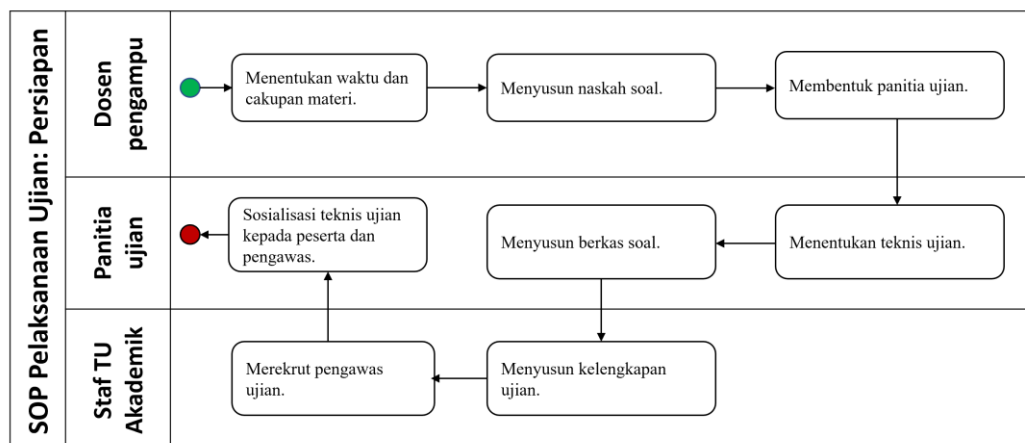 SOP Pelaksanaan Ujian: Persiapan
Dosen
pengampu
Menentukan waktu dan
cakupan materi.
Menyusun naskah soal.
Membentuk panitia ujian.
Panitia
ujian
Sosialisasi teknis ujian
kepada peserta dan
pengawas.
Menyusun berkas soal.
Menentukan teknis ujian.
Staf TU
Akademik
Merekrut pengawas
ujian.
Menyusun kelengkapan
ujian.